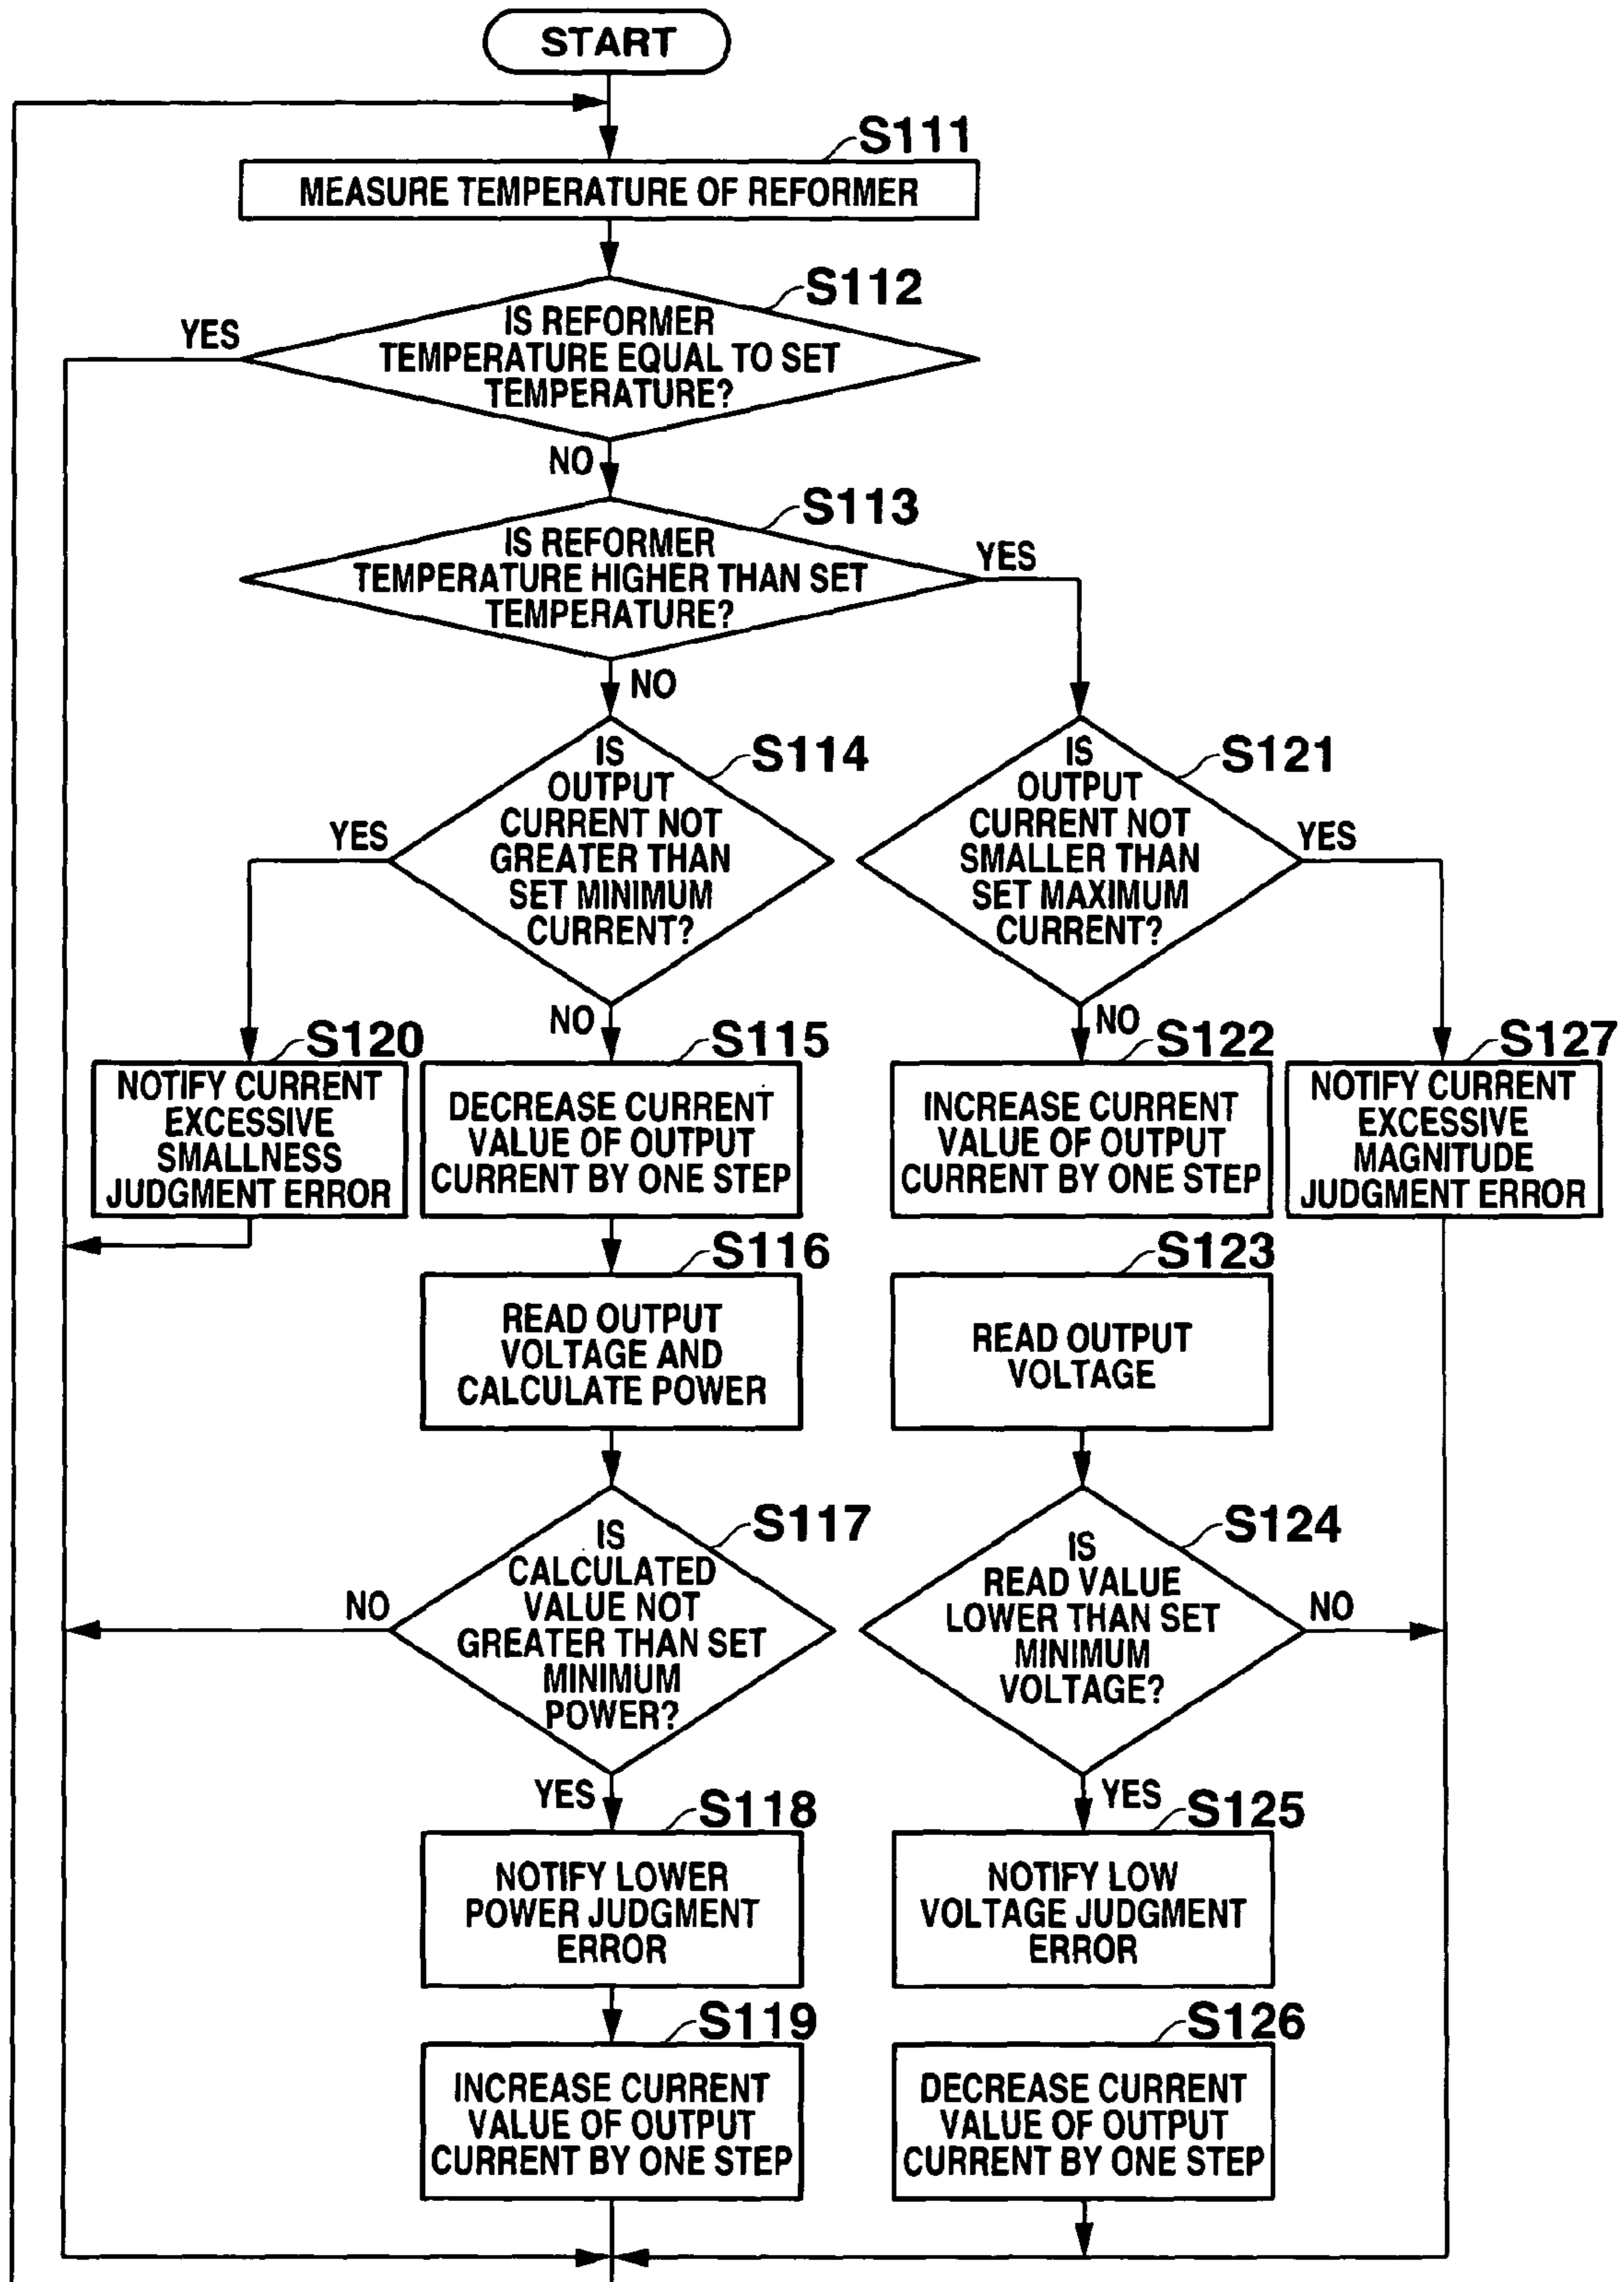 START
S111
MEASURE TEMPERATURE OF REFORMER
S112
IS REFORMER
TEMPERATURE EQUAL TO SET
TEMPERATURE?
YES
NO
S113
IS REFORMER
TEMPERATURE HIGHER THAN SET
TEMPERATURE?
YES
NO
S114
IS
OUTPUT
CURRENT NOT
GREATER THAN
SET MINIMUM
CURRENT?
YES
NO
S121
IS
OUTPUT
CURRENT NOT
SMALLER THAN
SET MAXIMUM
CURRENT?
YES
NO
S120
NOTIFY CURRENT
EXCESSIVE
SMALLNESS
JUDGMENT ERROR
S115
DECREASE CURRENT
VALUE OF OUTPUT
CURRENT BY ONE STEP
S122
INCREASE CURRENT
VALUE OF OUTPUT
CURRENT BY ONE STEP
S127
NOTIFY CURRENT
EXCESSIVE
MAGNITUDE
JUDGMENT ERROR
S116
READ OUTPUT
VOLTAGE AND
CALCULATE POWER
S123
READ OUTPUT
VOLTAGE
S117
IS
CALCULATED
VALUE NOT
GREATER THAN SET
MINIMUM
POWER?
NO
YES
S124
IS
READ VALUE
LOWER THAN SET
MINIMUM
VOLTAGE?
NO
YES
S118
NOTIFY LOWER
POWER JUDGMENT
ERROR
S125
NOTIFY LOW
VOLTAGE JUDGMENT
ERROR
S119
INCREASE CURRENT
VALUE OF OUTPUT
CURRENT BY ONE STEP
S126
DECREASE CURRENT
VALUE OF OUTPUT
CURRENT BY ONE STEP